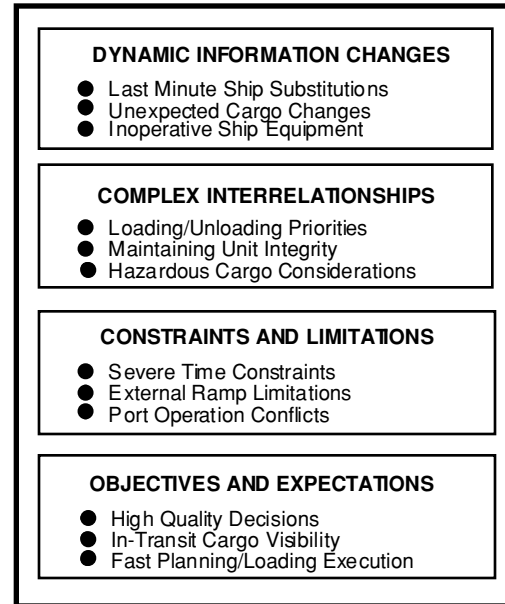 DYNAMIC INFORMATION CHANGES
● Last Minute Ship Substitutions
● Unexpected Cargo Changes
● Inoperative Ship Equipment
COMPLEX INTERRELATIONSHIPS
● Loading/Unloading Priorities
● Maintaining Unit Integrity
● Hazardous Cargo Considerations
CONSTRAINTS AND LIMITATIONS
● Severe Time Constraints
● External Ramp Limitations
● Port Operation Conflicts
OBJECTIVES AND EXPECTATIONS
● High Quality Decisions
● In-Transit Cargo Visibility
● Fast Planning/Loading Execution